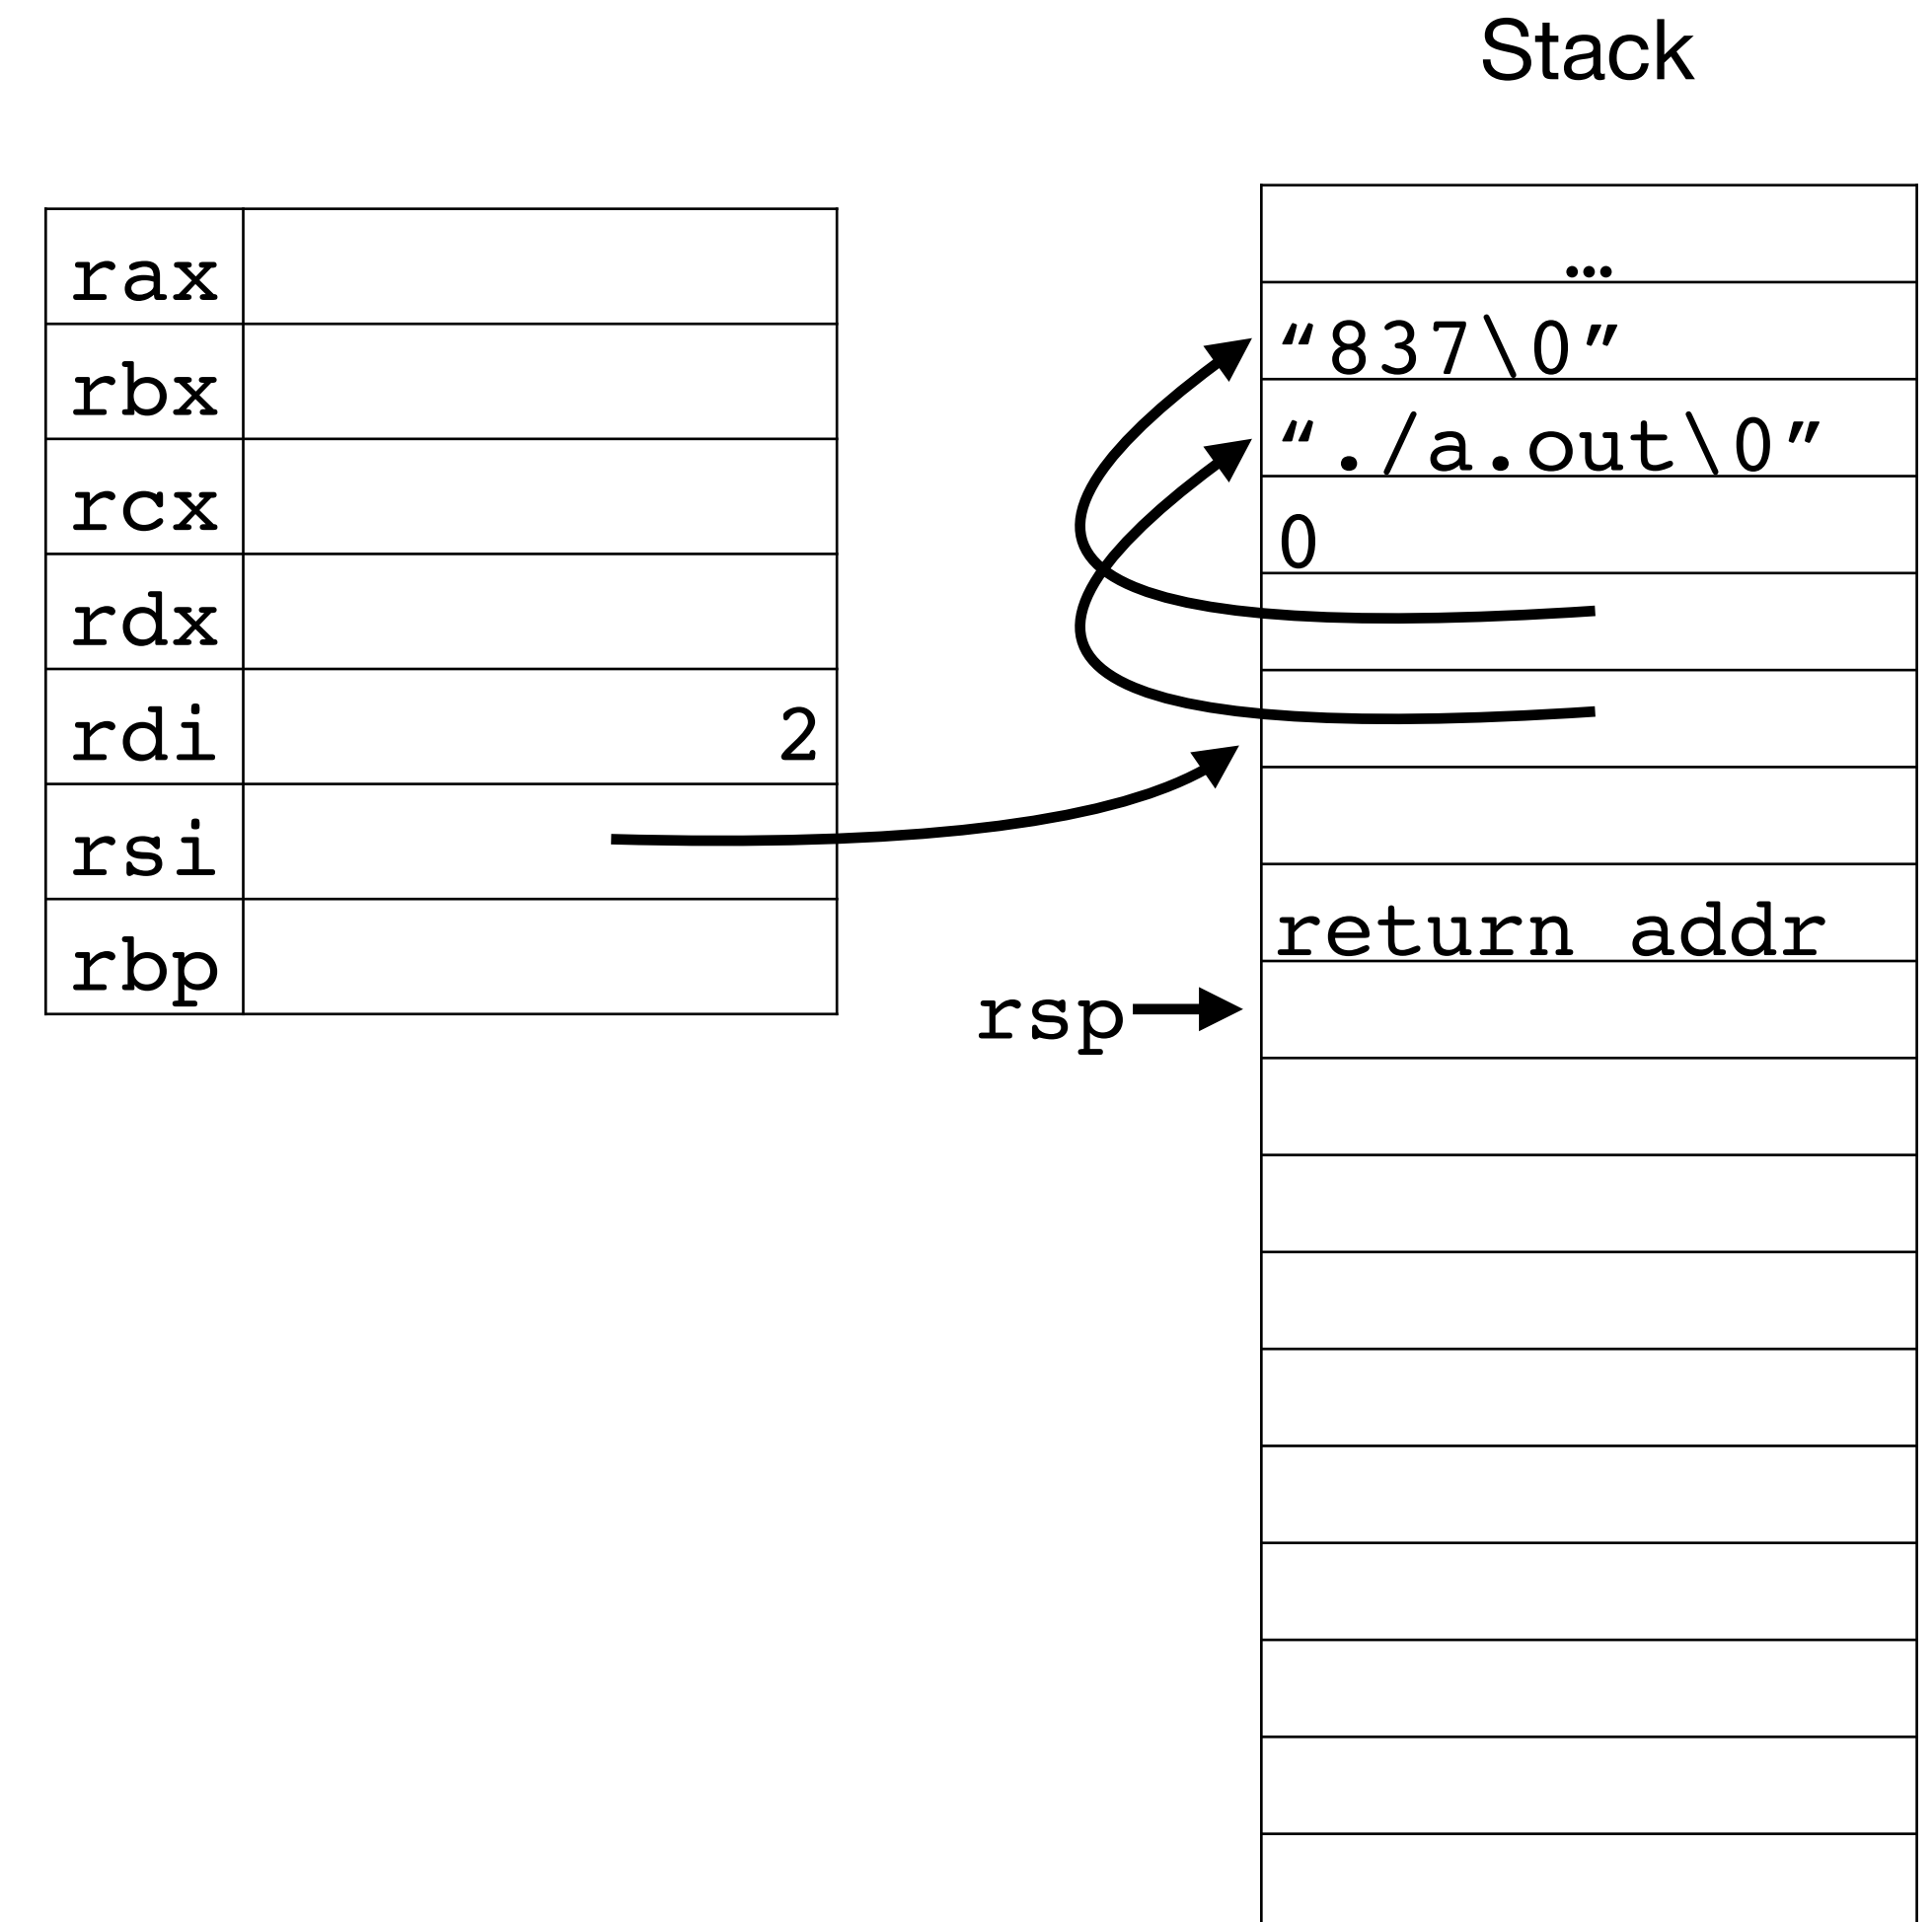 Stack
…
rax
“837\0”
rbx
“./a.out\0”
rcx
0
rdx
rdi 2
rsi
return addr
rbp
rsp